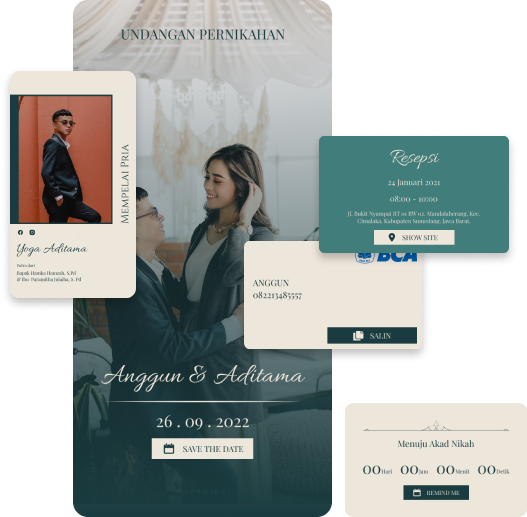 UNDANGAN PERNIKAHAN
MEMPELAI PRIA
Yoga Aditama
Putra dari
Bapak Hamka Hamzah, S.Pd
& Ibu Paramitha Julaiha, S. Pd
Resepsi
24 Januari 2021
08:00 - 10:00
Jl. Bukit Nyampai RT 01 RW 02, Mandalaherang, Kec.
Cimalaka, Kabupaten Sumedang, Jawa Barat.
SHOW SITE
BCA
ANGGUN
082213485557
SALIN
Anggun & Aditama
26 . 09 . 2022
SAVE THE DATE
Menuju Akad Nikah
00 Hari 00 Jam 00 Menit 00 Detik
REMIND ME